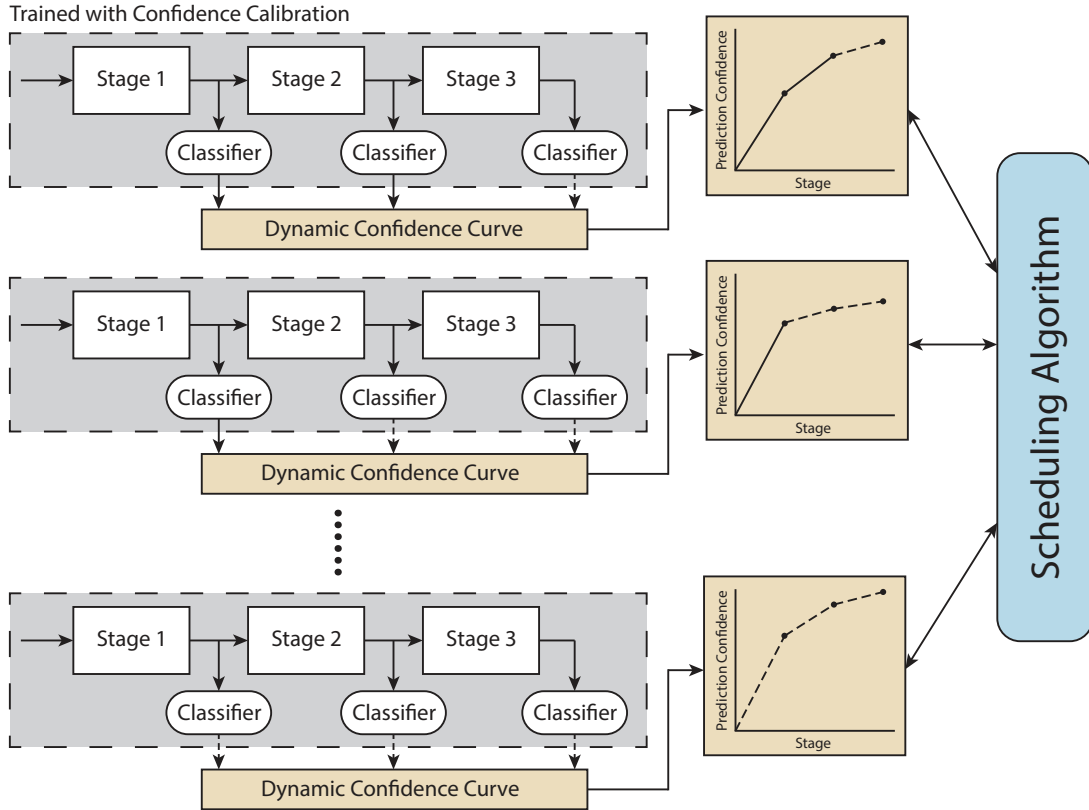 Trained with Confidence Calibration
Stage 1
Stage 2
Stage 3
Classifier
Classifier
Classifier
Dynamic Confidence Curve
Prediction Confidence
Stage
Stage 1
Stage 2
Stage 3
Classifier
Classifier
Classifier
Dynamic Confidence Curve
Prediction Confidence
Stage
Stage 1
Stage 2
Stage 3
Classifier
Classifier
Classifier
Dynamic Confidence Curve
Prediction Confidence
Stage
Scheduling Algorithm